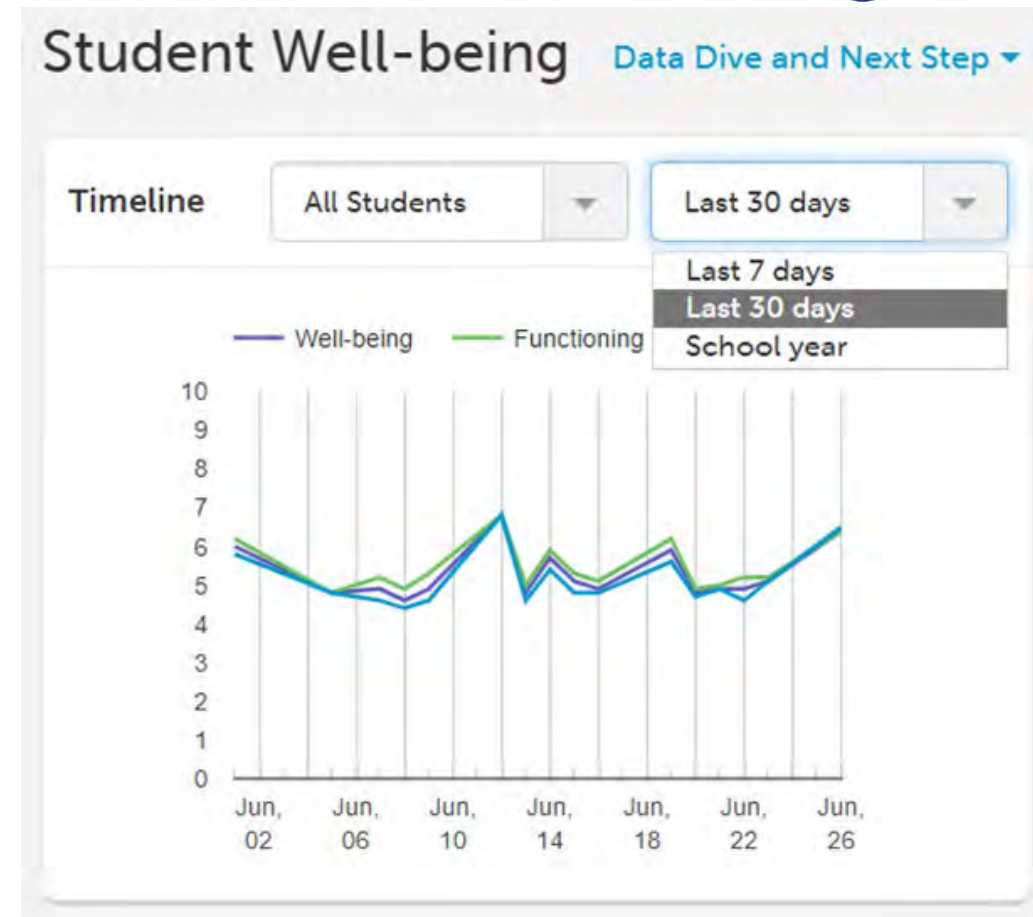 Student Well-being Data Dive and Next Step
Timeline All Students Last 30 days
Last 7 days
Last 30 days
School year
Well-being Functioning
10
9
8
7
6
5
4
3
2
1
0
Jun, Jun, Jun, Jun, Jun, Jun, Jun,
02 06 10 14 18 22 26